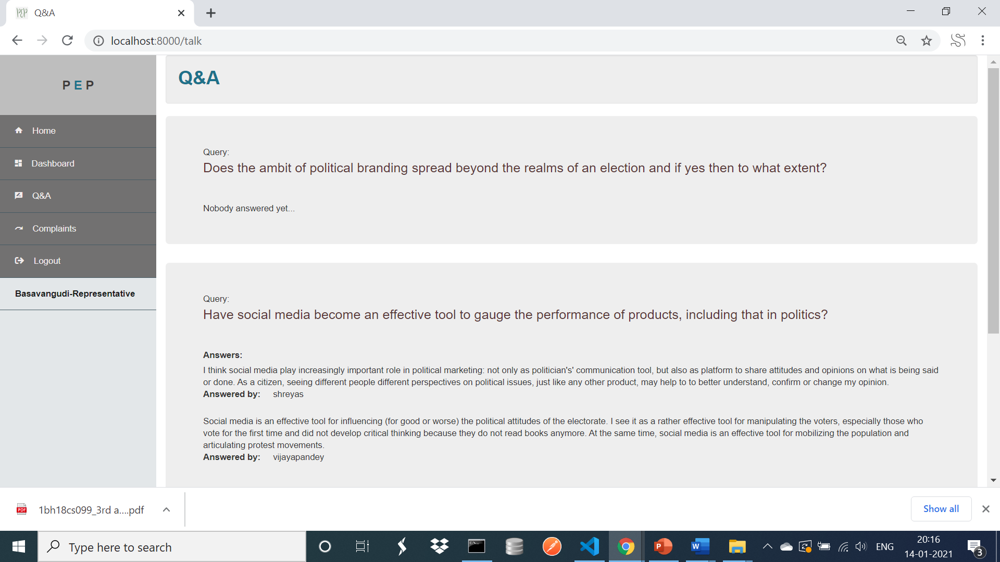 Q&A
localhost:8000/talk
P E P
Q&A
Home
Dashboard
Q&A
Complaints
Logout
Basavangudi-Representative
Query:
Does the ambit of political branding spread beyond the realms of an election and if yes then to what extent?
Nobody answered yet...
Query:
Have social media become an effective tool to gauge the performance of products, including that in politics?
Answers:
I think social media play increasingly important role in political marketing: not only as politician's' communication tool, but also as platform to share attitudes and opinions on what is being said
or done. As a citizen, seeing different people different perspectives on political issues, just like any other product, may help to to better understand, confirm or change my opinion.
Answered by: shreyas
Social media is an effective tool for influencing (for good or worse) the political attitudes of the electorate. I see it as a rather effective tool for manipulating the voters, especially those who
vote for the first time and did not develop critical thinking because they do not read books anymore. At the same time, social media is an effective tool for mobilizing the population and
articulating protest movements.
Answered by: vijayapandey
1bh18cs099_3rd a....pdf
Show all
Type here to search
ENG
20:16
14-01-2021
3